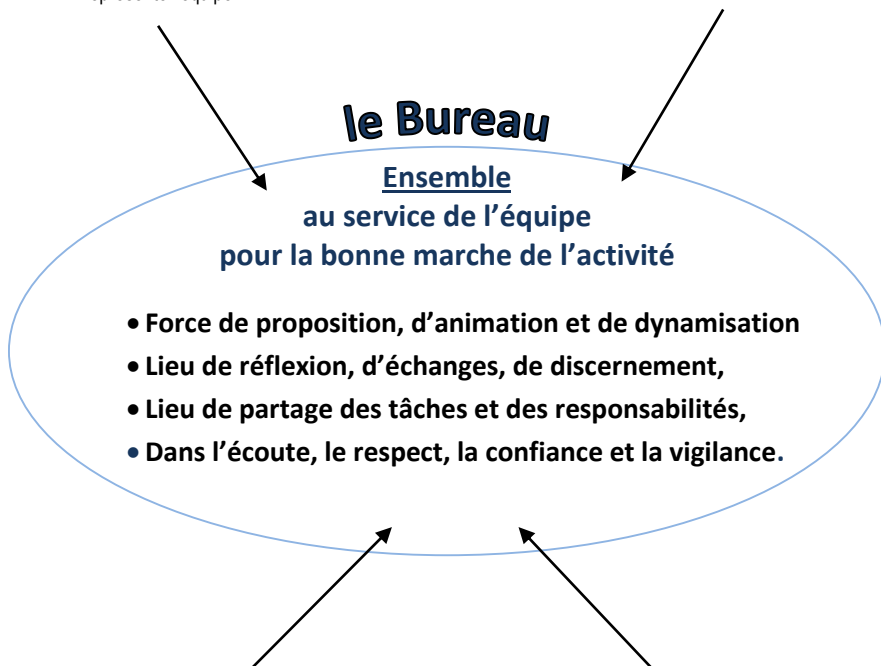 le Bureau
Ensemble
au service de l’équipe
pour la bonne marche de l’activité
• Force de proposition, d’animation et de dynamisation
• Lieu de réflexion, d’échanges, de discernement,
• Lieu de partage des tâches et des responsabilités,
• Dans l’écoute, le respect, la confiance et la vigilance.